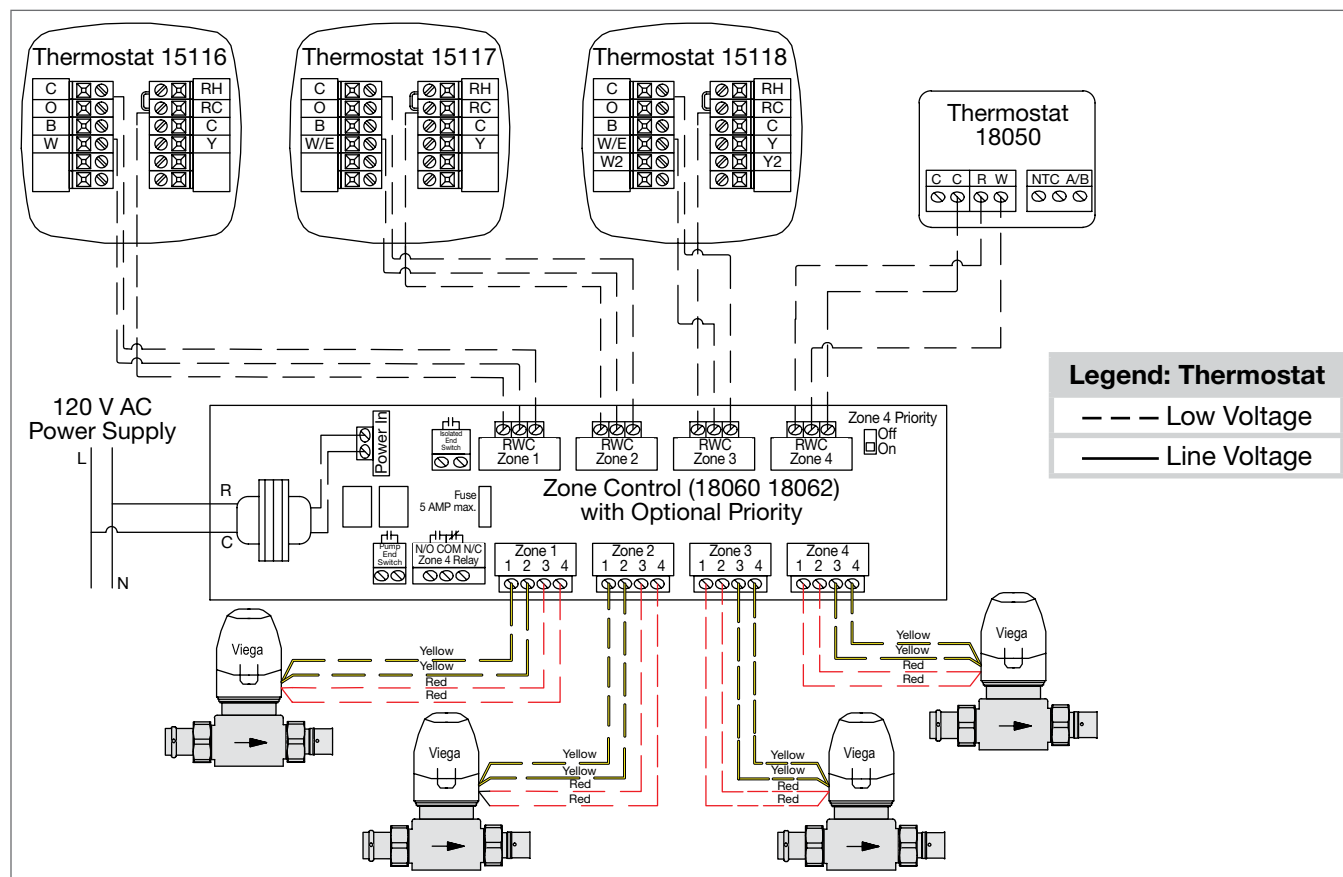 Thermostat 15116
C
O
B
W
RH
RC
C
Y
Thermostat 15117
C
O
B
W/E
RH
RC
C
Y
Thermostat 15118
C
O
B
W/E
W2
RH
RC
C
Y
Y2
Thermostat
18050
C C R W
NTC A/B
Legend: Thermostat
Low Voltage
Line Voltage
120 V AC
Power Supply
L
N
R
C
Power In
Isolated
End
Switch
RWC
Zone 1
RWC
Zone 2
RWC
Zone 3
RWC
Zone 4
Zone 4 Priority
Off
On
Fuse
5 AMP max.
Zone Control (18060 18062)
with Optional Priority
Pump
End
Switch
N/O COM N/C
Zone 4 Relay
Zone 1
1 2 3 4
Zone 2
1 2 3 4
Zone 3
1 2 3 4
Zone 4
1 2 3 4
Viega
Yellow
Yellow
Red
Red
Viega
Yellow
Yellow
Red
Red
Viega
Yellow
Yellow
Red
Red
Viega
Yellow
Yellow
Red
Red